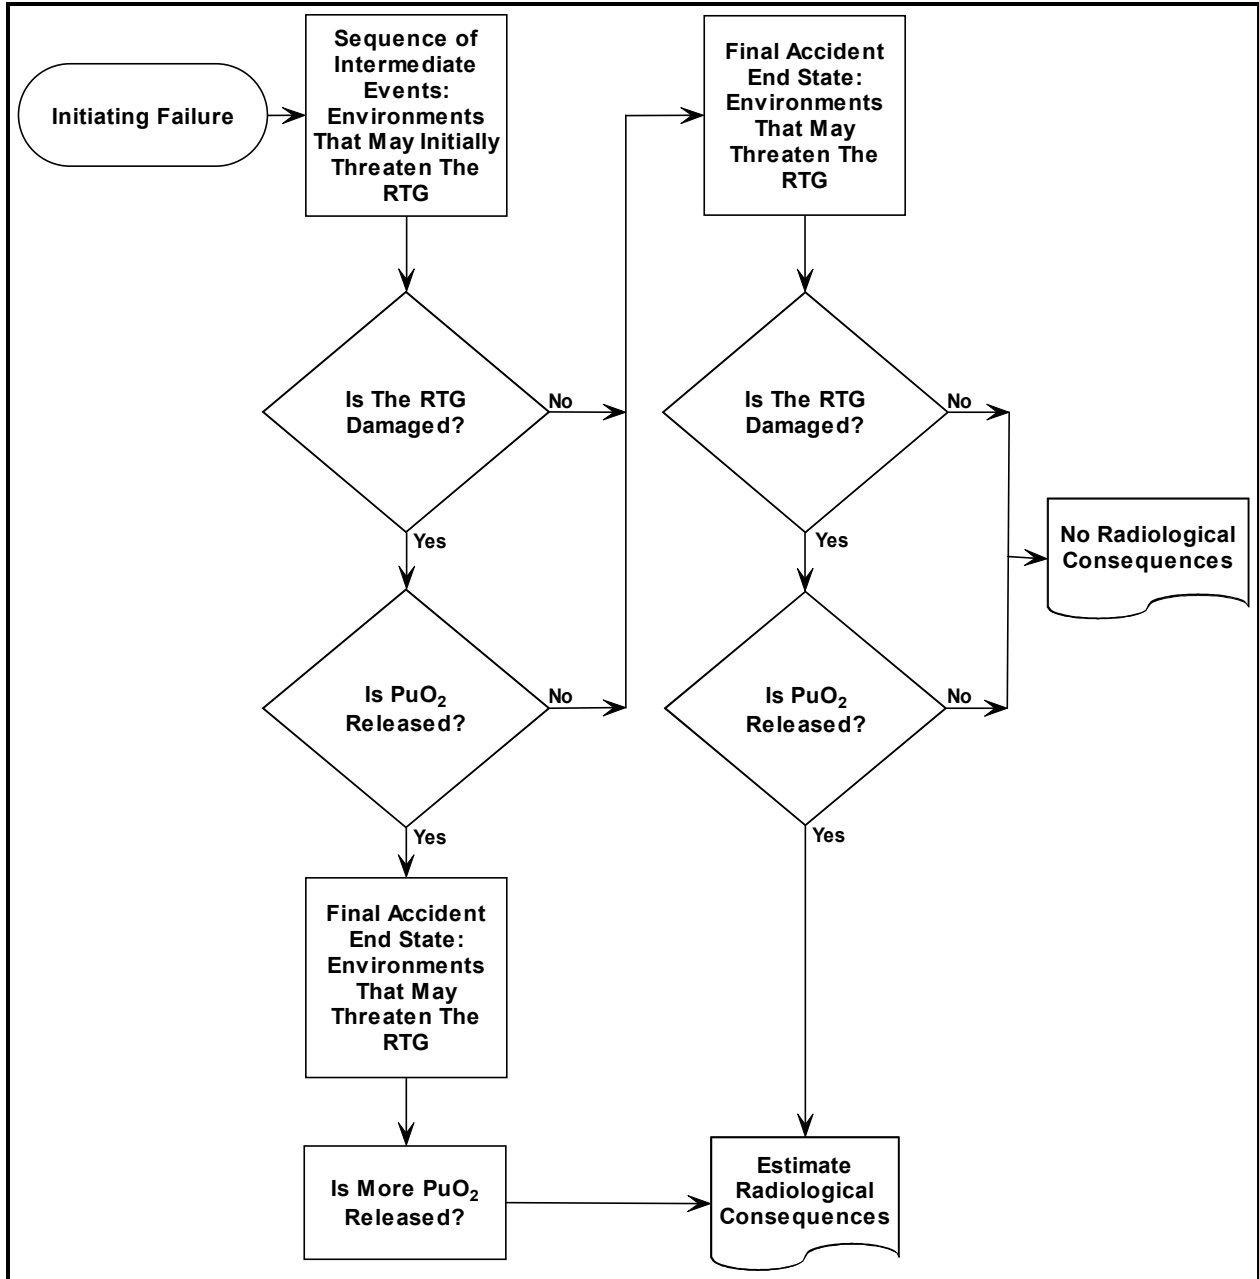 Initiating Failure
Sequence of
Intermediate
Events:
Environments
That May Initially
Threaten The
RTG
Is The RTG
Damaged?
No
Yes
Is PuO₂
Released?
No
Yes
Final Accident
End State:
Environments
That May
Threaten The
RTG
Is More PuO₂
Released?
Final Accident
End State:
Environments
That May
Threaten The
RTG
Is The RTG
Damaged?
No
Yes
Is PuO₂
Released?
No
Yes
No Radiological
Consequences
Estimate
Radiological
Consequences